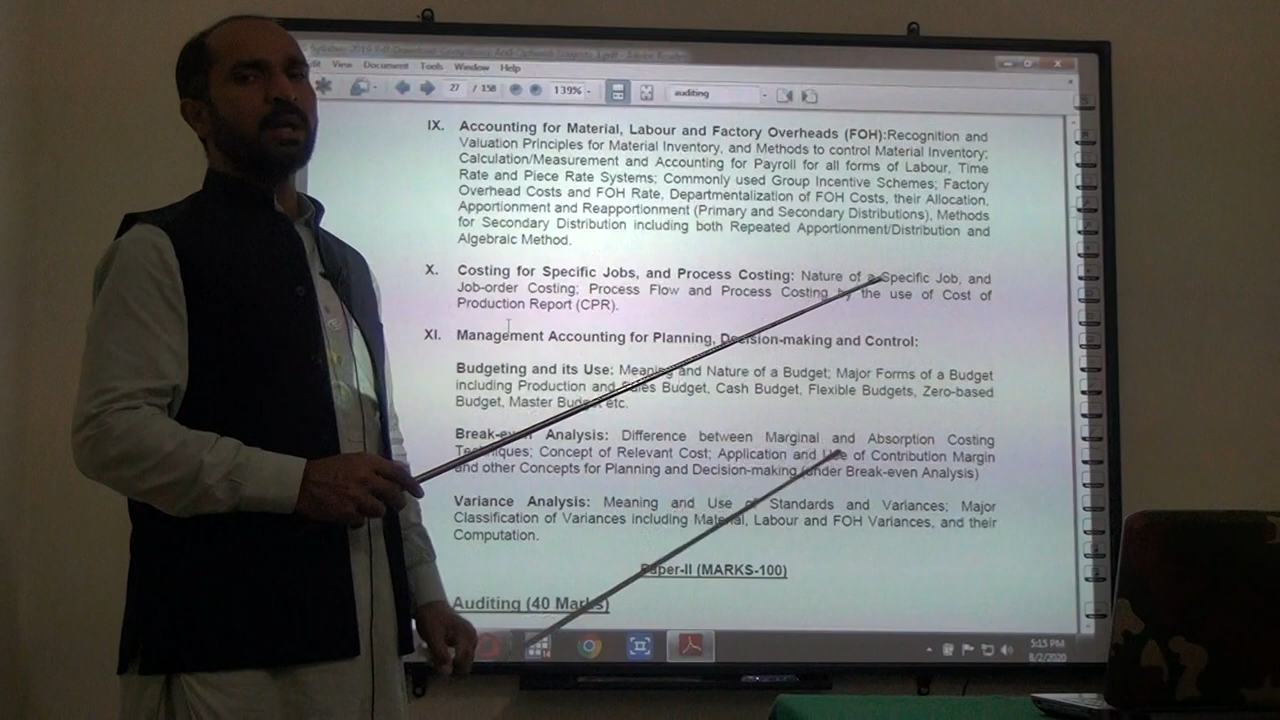 Syllabus 2016 Pdf Download Compulsory And Optional Subjects 1.pdf - Adobe Reader
Edit View Document Tools Window Help
27 / 158 139% auditing
IX. Accounting for Material, Labour and Factory Overheads (FOH):Recognition and
Valuation Principles for Material Inventory, and Methods to control Material Inventory;
Calculation/Measurement and Accounting for Payroll for all forms of Labour, Time
Rate and Piece Rate Systems; Commonly used Group Incentive Schemes; Factory
Overhead Costs and FOH Rate, Departmentalization of FOH Costs, their Allocation,
Apportionment and Reapportionment (Primary and Secondary Distributions), Methods
for Secondary Distribution including both Repeated Apportionment/Distribution and
Algebraic Method.
X. Costing for Specific Jobs, and Process Costing: Nature of a Specific Job, and
Job-order Costing; Process Flow and Process Costing by the use of Cost of
Production Report (CPR).
XI. Management Accounting for Planning, Decision-making and Control:
Budgeting and its Use: Meaning and Nature of a Budget; Major Forms of a Budget
including Production and Sales Budget, Cash Budget, Flexible Budgets, Zero-based
Budget, Master Budget etc.
Break-even Analysis: Difference between Marginal and Absorption Costing
Techniques; Concept of Relevant Cost; Application and Use of Contribution Margin
and other Concepts for Planning and Decision-making (under Break-even Analysis)
Variance Analysis: Meaning and Use of Standards and Variances; Major
Classification of Variances including Material, Labour and FOH Variances, and their
Computation.
Paper-II (MARKS-100)
Auditing (40 Marks)
5:15 PM
8/2/2020